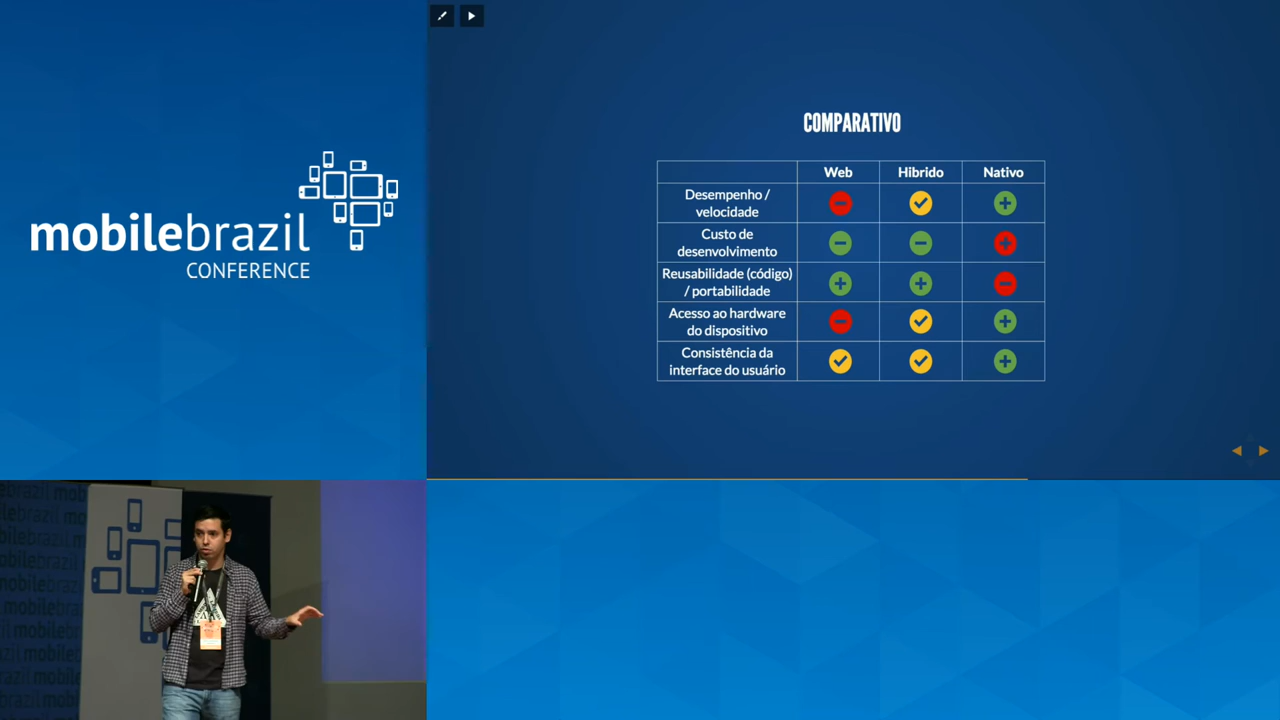 mobilebrazil
CONFERENCE
COMPARATIVO
Web Hibrido Nativo
Desempenho /
velocidade
Custo de
desenvolvimento
Reusabilidade (código)
/ portabilidade
Acesso ao hardware
do dispositivo
Consistência da
interface do usuário